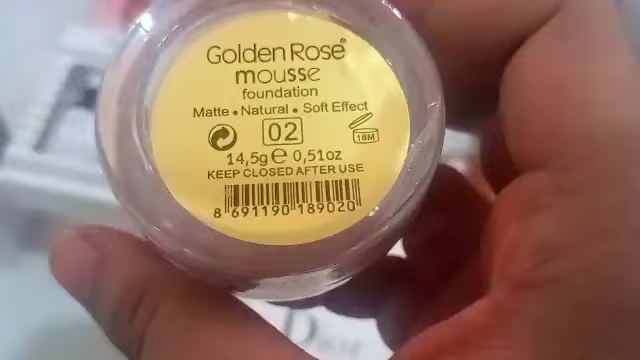 Golden Rose®
mousse
foundation
Matte • Natural • Soft Effect
02
18M
14,5g e 0,51oz
KEEP CLOSED AFTER USE
8 691190 189020
Dior